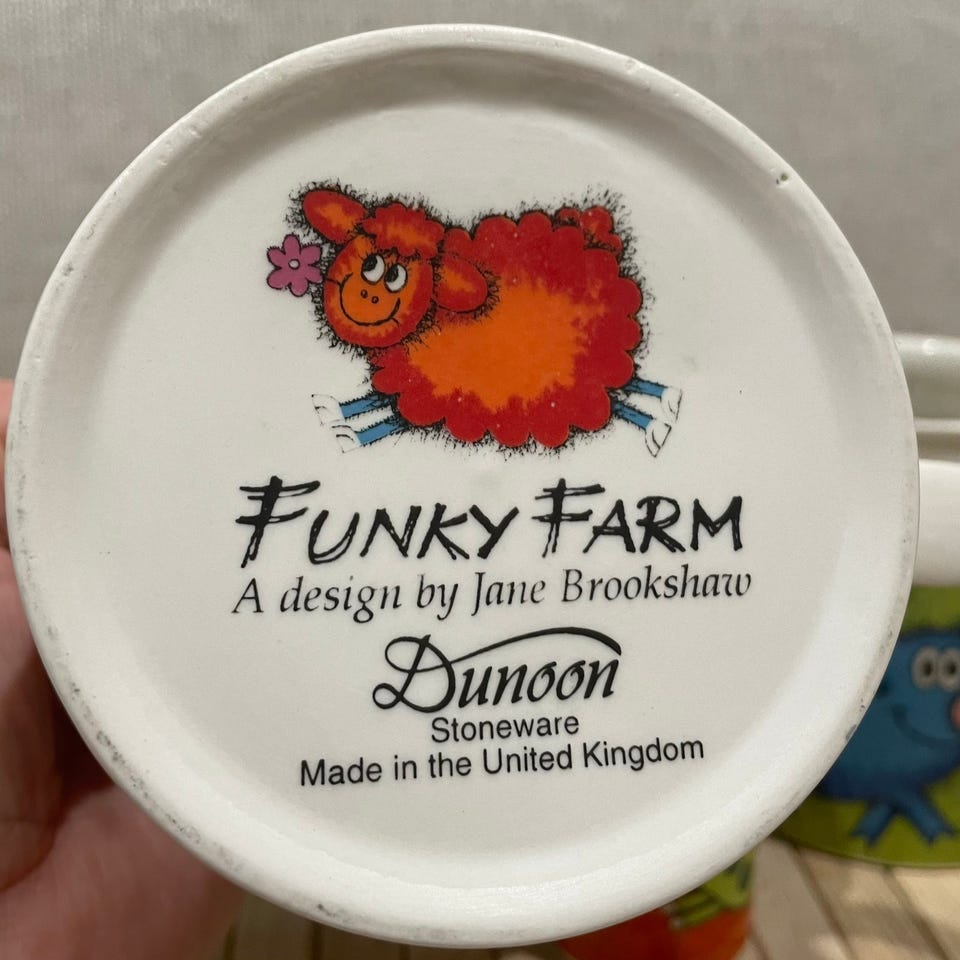 FUNKY FARM
A design by Jane Brookshaw
Dunoon
Stoneware
Made in the United Kingdom